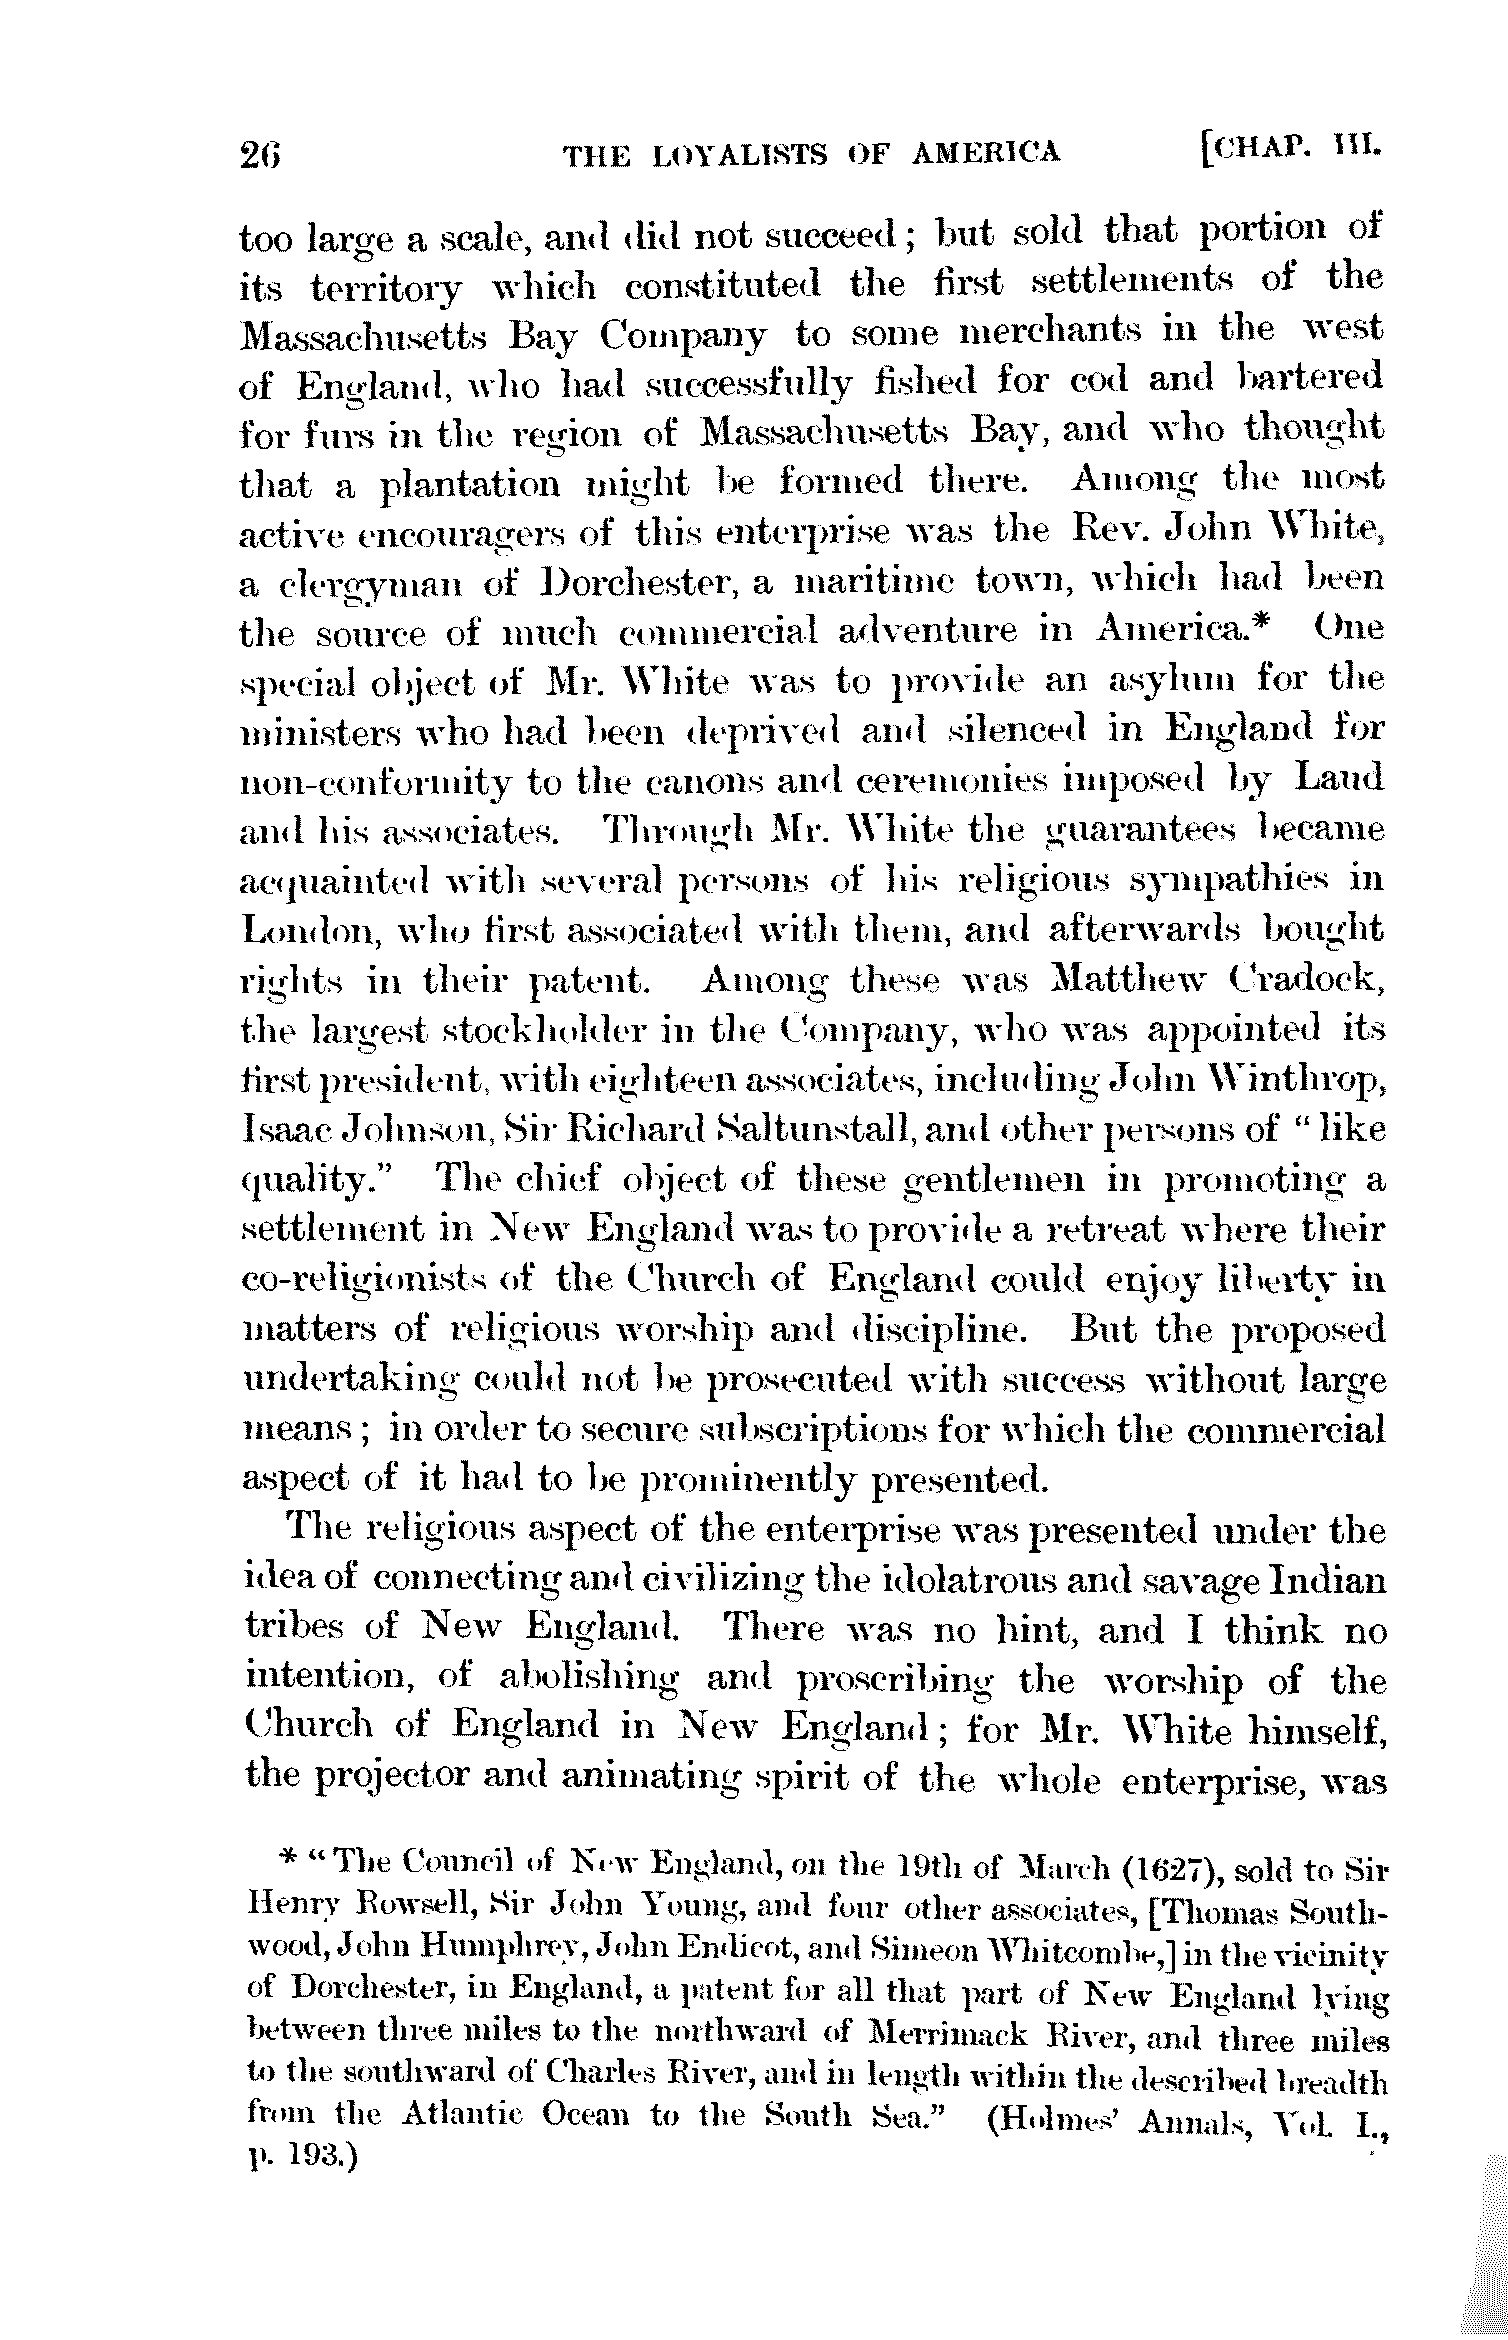 26 THE LOYALISTS OF AMERICA [CHAP. III.
too large a scale, and did not succeed; but sold that portion of
its territory which constituted the first settlements of the
Massachusetts Bay Company to some merchants in the west
of England, who had successfully fished for cod and bartered
for furs in the region of Massachusetts Bay, and who thought
that a plantation might be formed there. Among the most
active encouragers of this enterprise was the Rev. John White,
a clergyman of Dorchester, a maritime town, which had been
the source of much commercial adventure in America.* One
special object of Mr. White was to provide an asylum for the
ministers who had been deprived and silenced in England for
non-conformity to the canons and ceremonies imposed by Laud
and his associates. Through Mr. White the guarantees became
acquainted with several persons of his religious sympathies in
London, who first associated with them, and afterwards bought
rights in their patent. Among these was Matthew Cradock,
the largest stockholder in the Company, who was appointed its
first president, with eighteen associates, including John Winthrop,
Isaac Johnson, Sir Richard Saltunstall, and other persons of "like
quality." The chief object of these gentlemen in promoting a
settlement in New England was to provide a retreat where their
co-religionists of the Church of England could enjoy liberty in
matters of religious worship and discipline. But the proposed
undertaking could not be prosecuted with success without large
means; in order to secure subscriptions for which the commercial
aspect of it had to be prominently presented.
The religious aspect of the enterprise was presented under the
idea of connecting and civilizing the idolatrous and savage Indian
tribes of New England. There was no hint, and I think no
intention, of abolishing and proscribing the worship of the
Church of England in New England; for Mr. White himself,
the projector and animating spirit of the whole enterprise, was
* "The Council of New England, on the 19th of March (1627), sold to Sir
Henry Rowsell, Sir John Young, and four other associates, [Thomas South-
wood, John Humphrey, John Endicot, and Simeon Whitcombe,] in the vicinity
of Dorchester, in England, a patent for all that part of New England lying
between three miles to the northward of Merrimack River, and three miles
to the southward of Charles River, and in length within the described breadth
from the Atlantic Ocean to the South Sea." (Holmes' Annals, Vol. I.,
p. 193.)